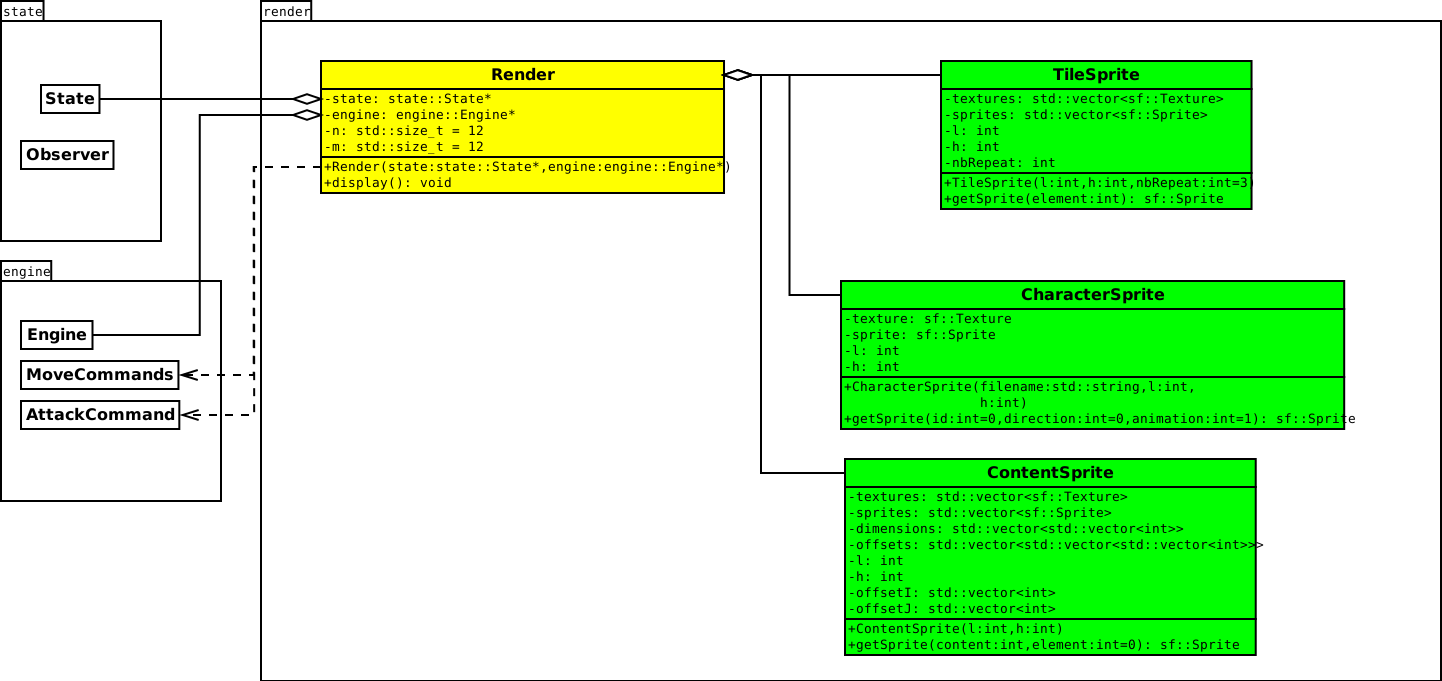 state
State
Observer
engine
Engine
MoveCommands
AttackCommand
render
Render
-state: state::State*
-engine: engine::Engine*
-n: std::size_t = 12
-m: std::size_t = 12
+Render(state:state::State*,engine:engine::Engine*)
+display(): void
TileSprite
-textures: std::vector<sf::Texture>
-sprites: std::vector<sf::Sprite>
-l: int
-h: int
-nbRepeat: int
+TileSprite(l:int,h:int,nbRepeat:int=3)
+getSprite(element:int): sf::Sprite
CharacterSprite
-texture: sf::Texture
-sprite: sf::Sprite
-l: int
-h: int
+CharacterSprite(filename:std::string,l:int,
h:int)
+getSprite(id:int=0,direction:int=0,animation:int=1): sf::Sprite
ContentSprite
-textures: std::vector<sf::Texture>
-sprites: std::vector<sf::Sprite>
-dimensions: std::vector<std::vector<int>>
-offsets: std::vector<std::vector<std::vector<int>>>
-l: int
-h: int
-offsetI: std::vector<int>
-offsetJ: std::vector<int>
+ContentSprite(l:int,h:int)
+getSprite(content:int,element:int=0): sf::Sprite